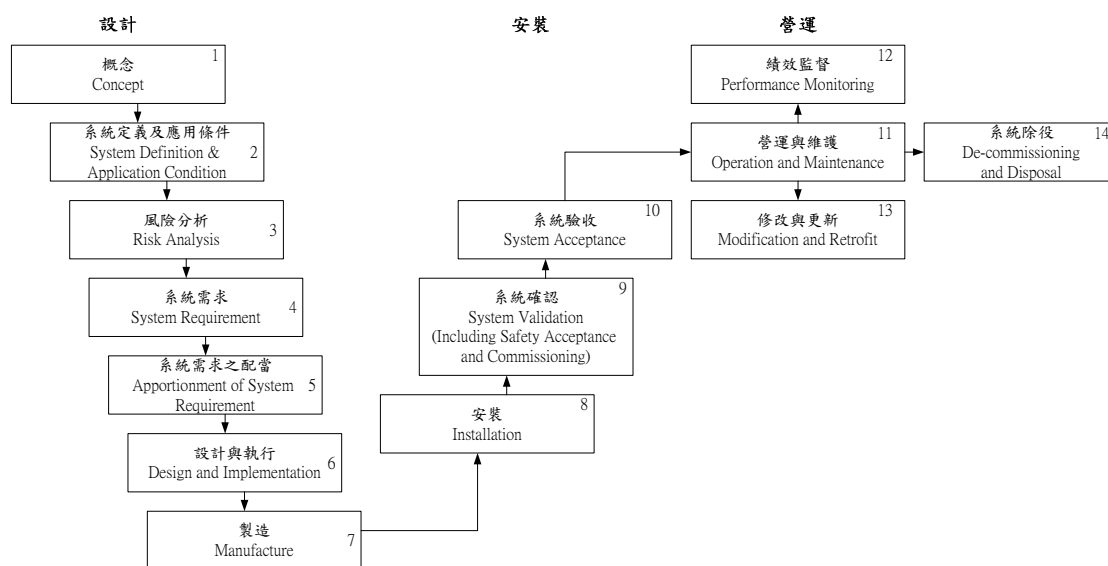 設計
安裝
營運
概念
Concept
1
系統定義及應用條件
System Definition &
Application Condition
2
風險分析
Risk Analysis
3
系統需求
System Requirement
4
系統需求之配當
Apportionment of System
Requirement
5
設計與執行
Design and Implementation
6
製造
Manufacture
7
安裝
Installation
8
系統確認
System Validation
(Including Safety Acceptance
and Commissioning)
9
系統驗收
System Acceptance
10
營運與維護
Operation and Maintenance
11
績效監督
Performance Monitoring
12
修改與更新
Modification and Retrofit
13
系統除役
De-commissioning
and Disposal
14